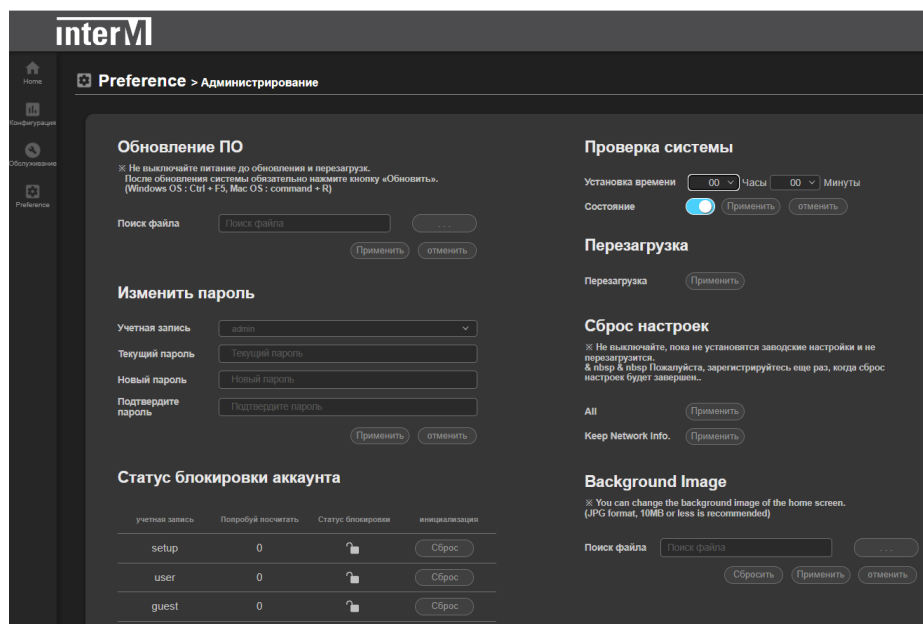 interM
Home
Конфигурация
Обслуживание
Preference
Preference > Администрирование
Обновление ПО
※ Не выключайте питание до обновления и перезагрузк.
После обновления системы обязательно нажмите кнопку «Обновить».
(Windows OS : Ctrl + F5, Mac OS : command + R)
Поиск файла
Поиск файла
. . .
Применить
отменить
Изменить пароль
Учетная запись
admin
Текущий пароль
Текущий пароль
Новый пароль
Новый пароль
Подтвердите
пароль
Подтвердите пароль
Применить
отменить
Статус блокировки аккаунта
учетная запись
Попробуй посчитать
Статус блокировки
инициализация
setup
0
Сброс
user
0
Сброс
guest
0
Сброс
Проверка системы
Установка времени
00
Часы
00
Минуты
Состояние
Применить
отменить
Перезагрузка
Перезагрузка
Применить
Сброс настроек
※ Не выключайте, пока не установятся заводские настройки и не
перезагрузится.
& nbsp & nbsp Пожалуйста, зарегистрируйтесь еще раз, когда сброс
настроек будет завершен..
All
Применить
Keep Network Info.
Применить
Background Image
※ You can change the background image of the home screen.
(JPG format, 10MB or less is recommended)
Поиск файла
Поиск файла
. . .
Сбросить
Применить
отменить